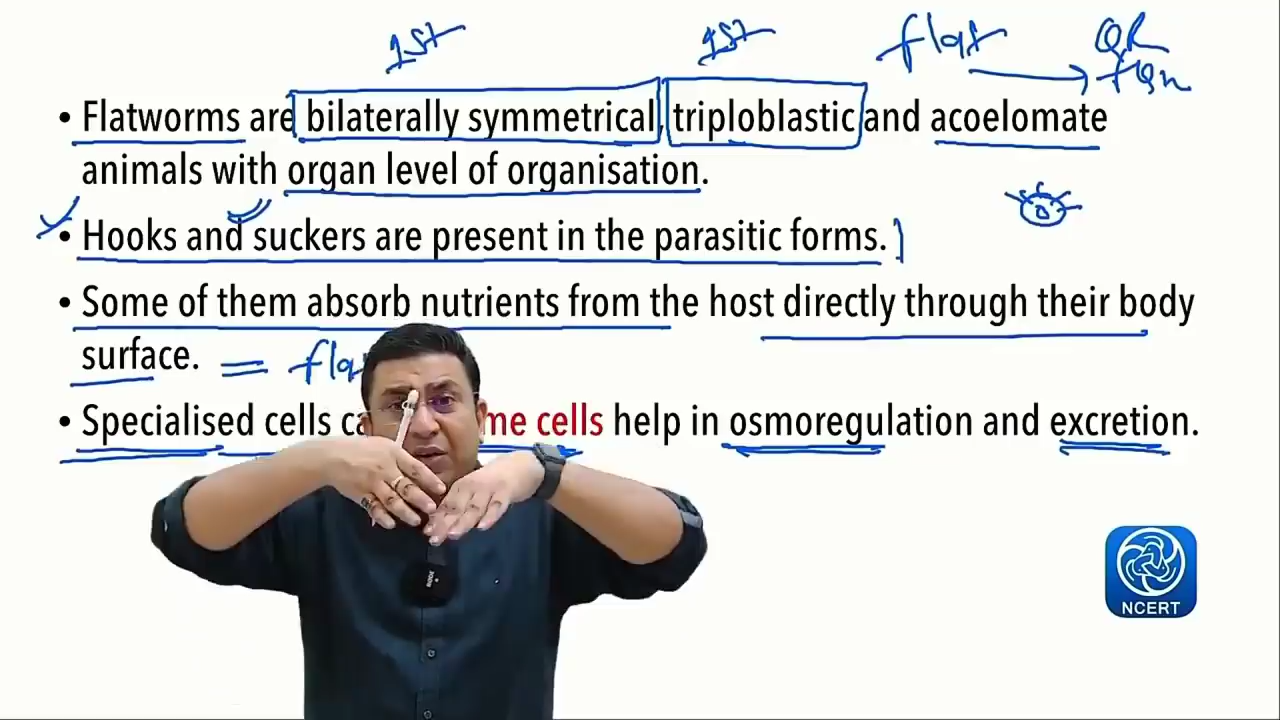 1st 1st flat
• Flatworms are bilaterally symmetrical, triploblastic and acoelomate
animals with organ level of organisation.
• Hooks and suckers are present in the parasitic forms.
• Some of them absorb nutrients from the host directly through their body
surface. =
• Specialised cells me cells help in osmoregulation and excretion.
NCERT